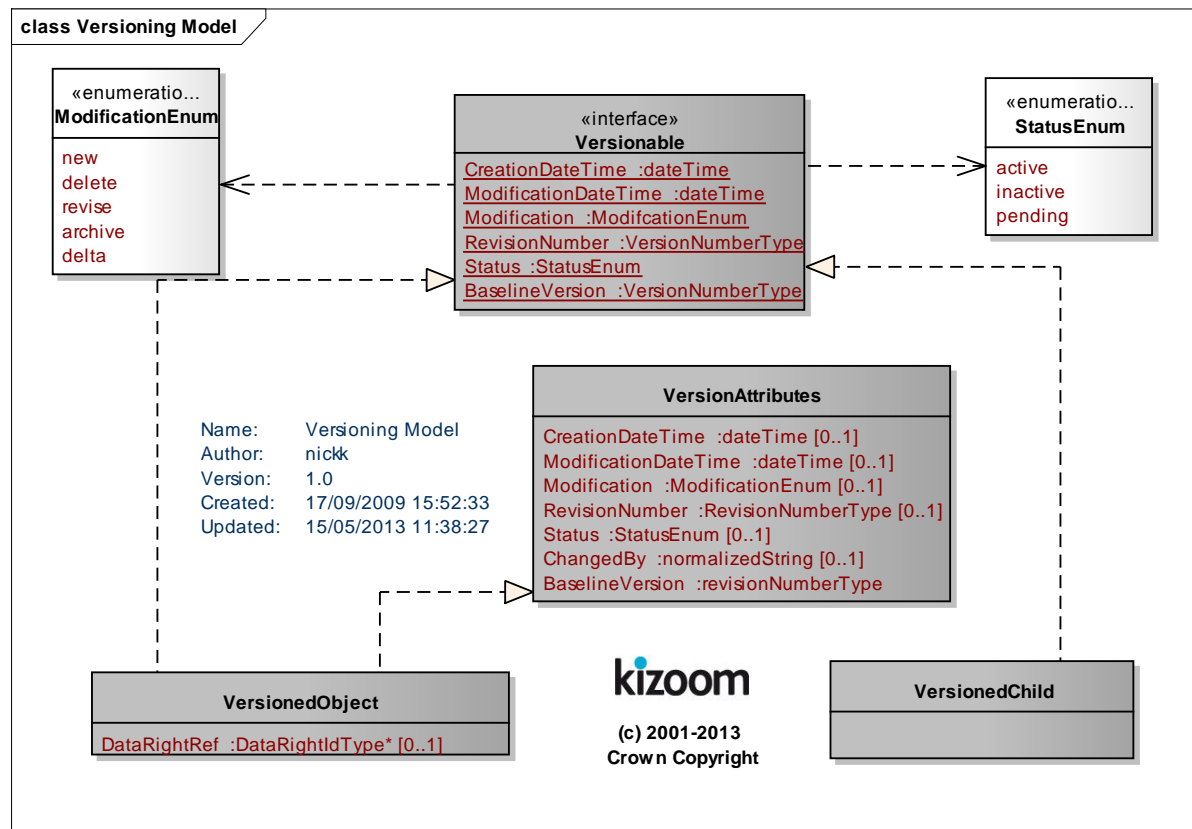 class Versioning Model
«enumeratio...
ModificationEnum
new
delete
revise
archive
delta
«interface»
Versionable
CreationDateTime :dateTime
ModificationDateTime :dateTime
Modification :ModifcationEnum
RevisionNumber :VersionNumberType
Status :StatusEnum
BaselineVersion :VersionNumberType
«enumeratio...
StatusEnum
active
inactive
pending
VersionAttributes
CreationDateTime :dateTime [0..1]
ModificationDateTime :dateTime [0..1]
Modification :ModificationEnum [0..1]
RevisionNumber :RevisionNumberType [0..1]
Status :StatusEnum [0..1]
ChangedBy :normalizedString [0..1]
BaselineVersion :revisionNumberType
Name: Versioning Model
Author: nickk
Version: 1.0
Created: 17/09/2009 15:52:33
Updated: 15/05/2013 11:38:27
VersionedObject
DataRightRef :DataRightIdType* [0..1]
kizoom
(c) 2001-2013
Crown Copyright
VersionedChild